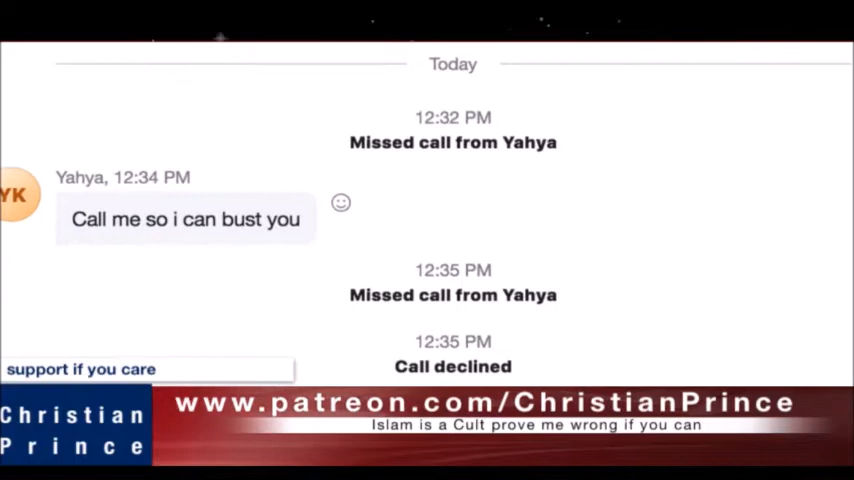 Today
12:32 PM
Missed call from Yahya
Yahya, 12:34 PM
YK
Call me so i can bust you
12:35 PM
Missed call from Yahya
12:35 PM
Call declined
support if you care
www.patreon.com/ChristianPrince
Islam is a Cult prove me wrong if you can
Christian
Prince